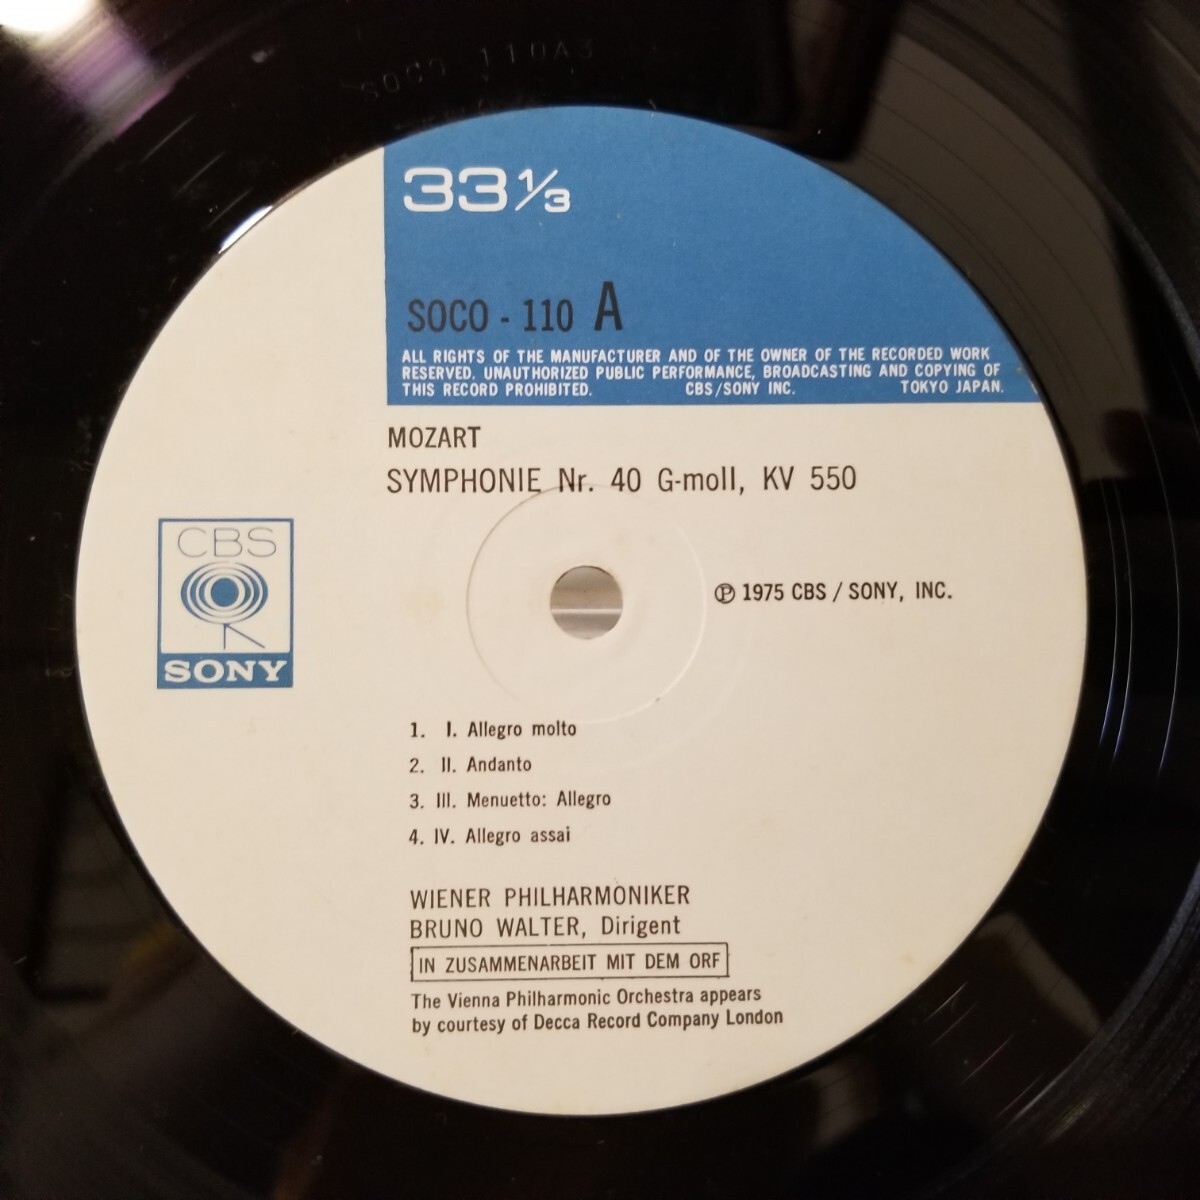 SOCO 110A3
33 1/3
SOCO - 110 A
ALL RIGHTS OF THE MANUFACTURER AND OF THE OWNER OF THE RECORDED WORK
RESERVED. UNAUTHORIZED PUBLIC PERFORMANCE, BROADCASTING AND COPYING OF
THIS RECORD PROHIBITED. CBS/SONY INC. TOKYO JAPAN.
MOZART
SYMPHONIE Nr. 40 G-moll, KV 550
CBS
SONY
℗ 1975 CBS / SONY, INC.
1. I. Allegro molto
2. II. Andanto
3. III. Menuetto: Allegro
4. IV. Allegro assai
WIENER PHILHARMONIKER
BRUNO WALTER, Dirigent
IN ZUSAMMENARBEIT MIT DEM ORF
The Vienna Philharmonic Orchestra appears
by courtesy of Decca Record Company London